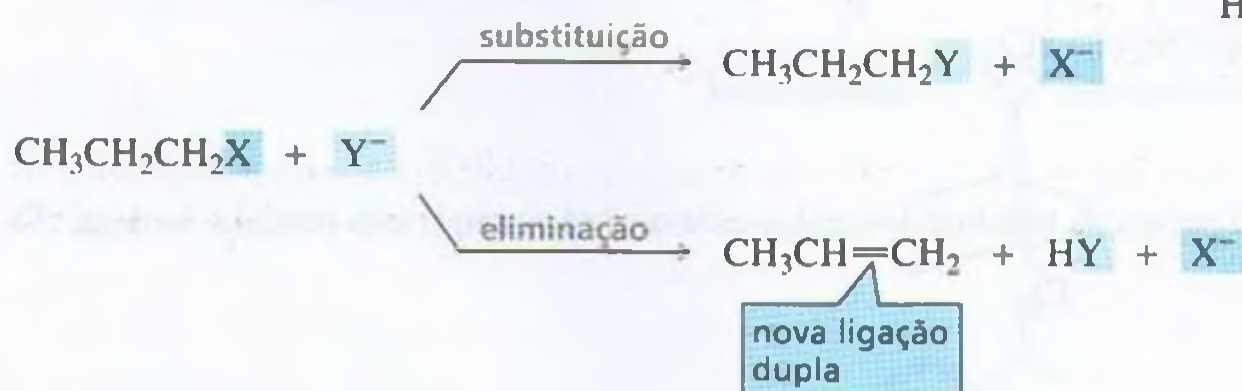 H
substituição
CH₃CH₂CH₂Y + X⁻
CH₃CH₂CH₂X + Y⁻
eliminação
CH₃CH=CH₂ + HY + X⁻
nova ligação
dupla